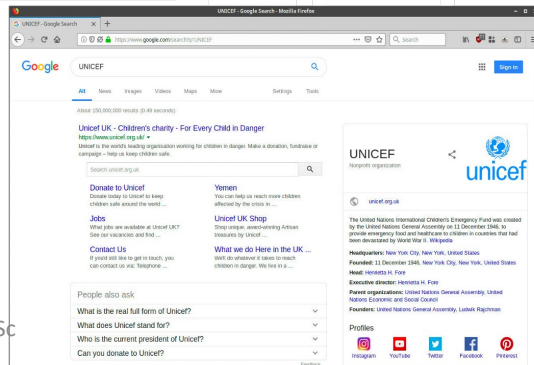 UNICEF - Google Search - Mozilla Firefox
UNICEF - Google Search
https://www.google.com/search?q=UNICEF
Search
Google
UNICEF
Sign in
All News Images Videos Maps More Settings Tools
About 150,000,000 results (0.49 seconds)
Unicef UK - Children's charity - For Every Child in Danger
https://www.unicef.org.uk/
Unicef is the world's leading organisation working for children in danger. Make a donation, fundraise or
campaign – help us keep children safe.
Search unicef.org.uk
Donate to Unicef
Donate today to Unicef to keep
children safe around the world ...
Yemen
You can help us reach more children
affected by the crisis in ...
Jobs
What jobs are available at Unicef UK?
See our vacancies and find ...
Unicef UK Shop
Shop unique, award-winning Artisan
treasures by Unicef ...
Contact Us
If you'd still like to get in touch, you
can contact us via: Telephone ...
What we do Here in the UK ...
We'll do whatever it takes to reach
children in danger. We live in a ...
People also ask
What is the real full form of Unicef?
What does Unicef stand for?
Who is the current president of Unicef?
Can you donate to Unicef?
Feedback
UNICEF
Nonprofit organization
unicef
unicef.org.uk
The United Nations International Children's Emergency Fund was created
by the United Nations General Assembly on 11 December 1946, to
provide emergency food and healthcare to children in countries that had
been devastated by World War II. Wikipedia
Headquarters: New York City, New York, United States
Founded: 11 December 1946, New York City, New York, United States
Head: Henrietta H. Fore
Executive director: Henrietta H. Fore
Parent organizations: United Nations General Assembly, United
Nations Economic and Social Council
Founders: United Nations General Assembly, Ludwik Rajchman
Profiles
Instagram YouTube Twitter Facebook Pinterest
Sc